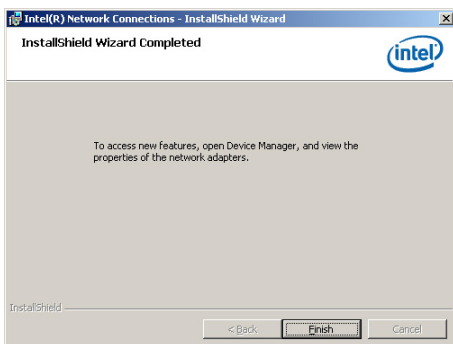 Intel(R) Network Connections - InstallShield Wizard
InstallShield Wizard Completed
intel
To access new features, open Device Manager, and view the
properties of the network adapters.
InstallShield
< Back
Finish
Cancel